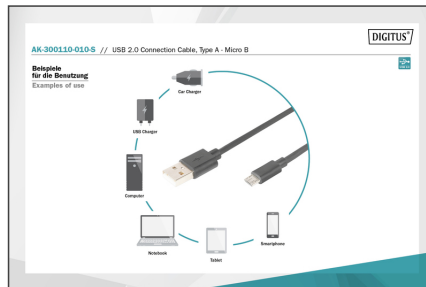 DIGITUS®
AK-300110-010-S // USB 2.0 Connection Cable, Type A - Micro B
Beispiele
für die Benutzung
Examples of use
Car Charger
USB Charger
Computer
Notebook
Tablet
Smartphone